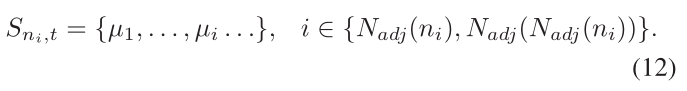 S_{n_i,t} = {μ_1, . . . , μ_i . . .},   i ∈ {N_{adj}(n_i), N_{adj}(N_{adj}(n_i))}.
(12)